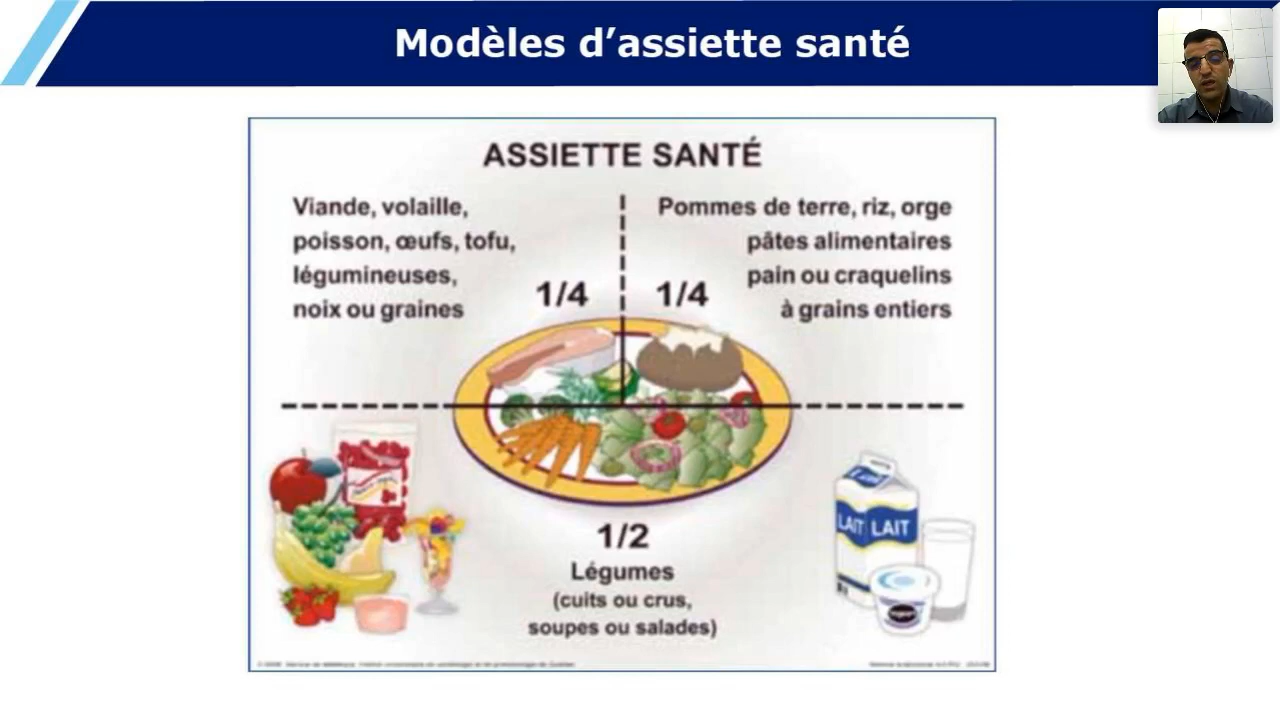 Modèles d’assiette santé
ASSIETTE SANTÉ
Viande, volaille,
poisson, œufs, tofu,
légumineuses,
noix ou graines
1/4
Pommes de terre, riz, orge
pâtes alimentaires
pain ou craquelins
à grains entiers
1/4
1/2
Légumes
(cuits ou crus,
soupes ou salades)
LAIT LAIT